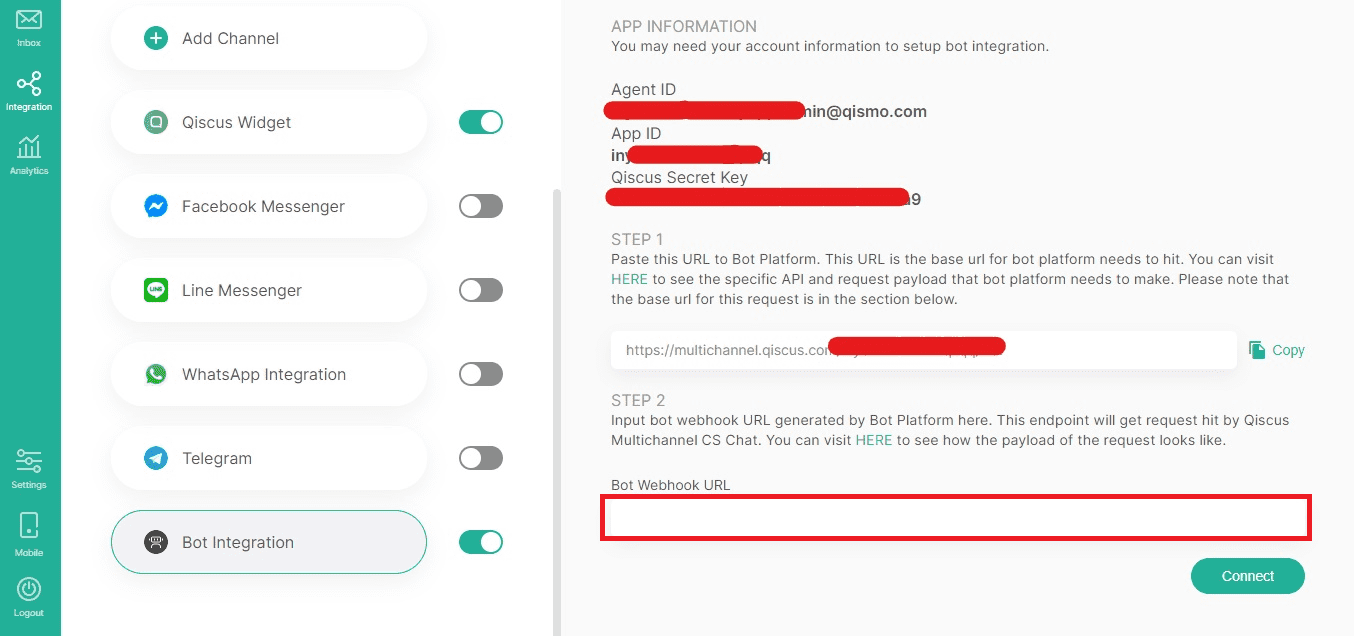 Inbox
Integration
Analytics
Settings
Mobile
Logout
Add Channel
Qiscus Widget
Facebook Messenger
Line Messenger
LINE
WhatsApp Integration
Telegram
Bot Integration
APP INFORMATION
You may need your account information to setup bot integration.
Agent ID
min@qismo.com
App ID
iny q
Qiscus Secret Key
a9
STEP 1
Paste this URL to Bot Platform. This URL is the base url for bot platform needs to hit. You can visit
HERE to see the specific API and request payload that bot platform needs to make. Please note that
the base url for this request is in the section below.
https://multichannel.qiscus.com
Copy
STEP 2
Input bot webhook URL generated by Bot Platform here. This endpoint will get request hit by Qiscus
Multichannel CS Chat. You can visit HERE to see how the payload of the request looks like.
Bot Webhook URL
Connect